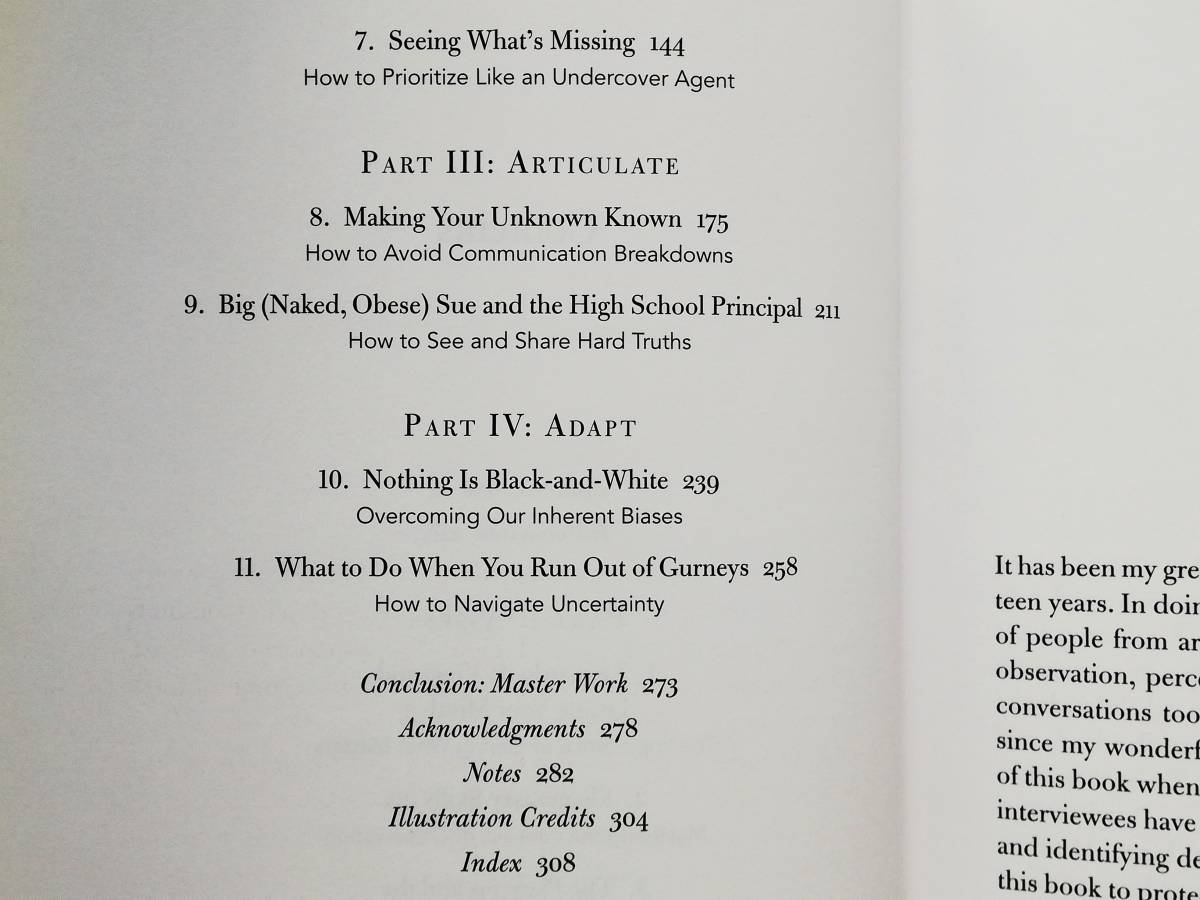 7. Seeing What's Missing 144
How to Prioritize Like an Undercover Agent
PART III: ARTICULATE
8. Making Your Unknown Known 175
How to Avoid Communication Breakdowns
9. Big (Naked, Obese) Sue and the High School Principal 211
How to See and Share Hard Truths
PART IV: ADAPT
10. Nothing Is Black-and-White 239
Overcoming Our Inherent Biases
11. What to Do When You Run Out of Gurneys 258
How to Navigate Uncertainty
Conclusion: Master Work 273
Acknowledgments 278
Notes 282
Illustration Credits 304
Index 308
It has been my
teen years. In
of people from
observation,
conversations
since my
of this book when
interviewees have
and identifying
this book to